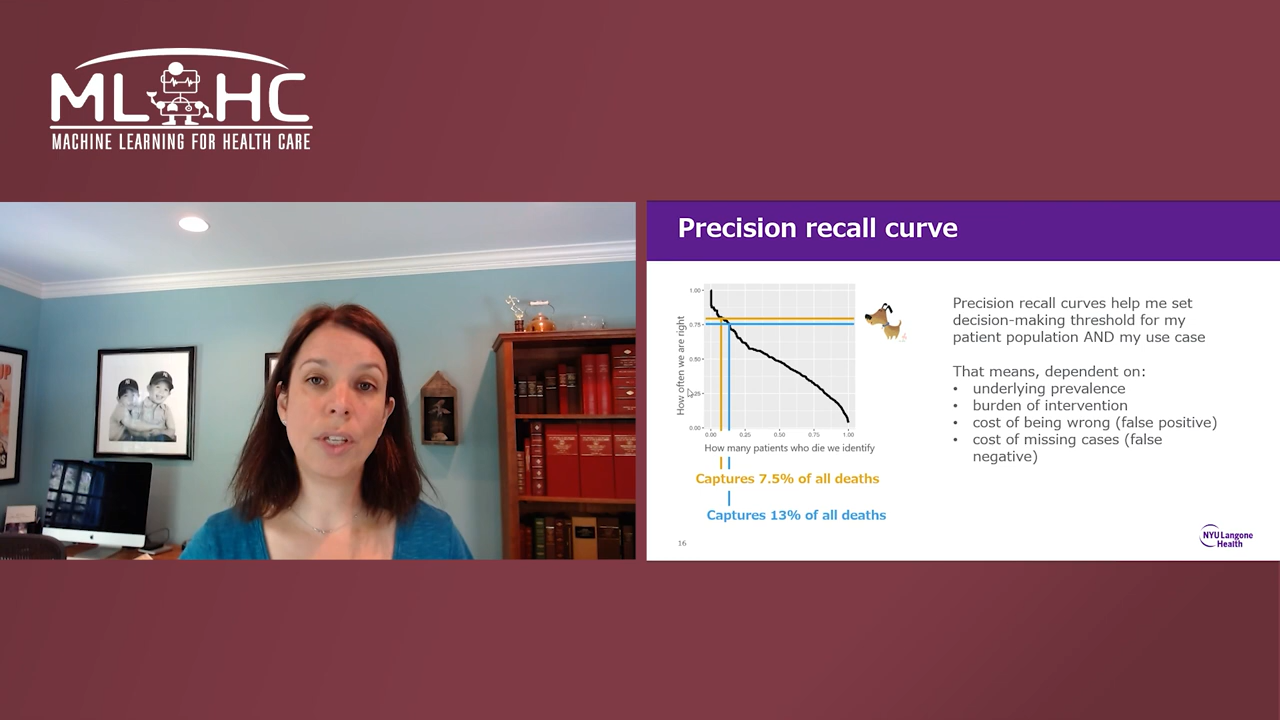 ML HC
MACHINE LEARNING FOR HEALTH CARE
UP
Precision recall curve
How often we are right
1.00
0.75
0.50
0.25
0.00
0.00 0.25 0.50 0.75 1.00
How many patients who die we identify
Captures 7.5% of all deaths
Captures 13% of all deaths
Precision recall curves help me set
decision-making threshold for my
patient population AND my use case
That means, dependent on:
• underlying prevalence
• burden of intervention
• cost of being wrong (false positive)
• cost of missing cases (false
negative)
16
NYU Langone
Health